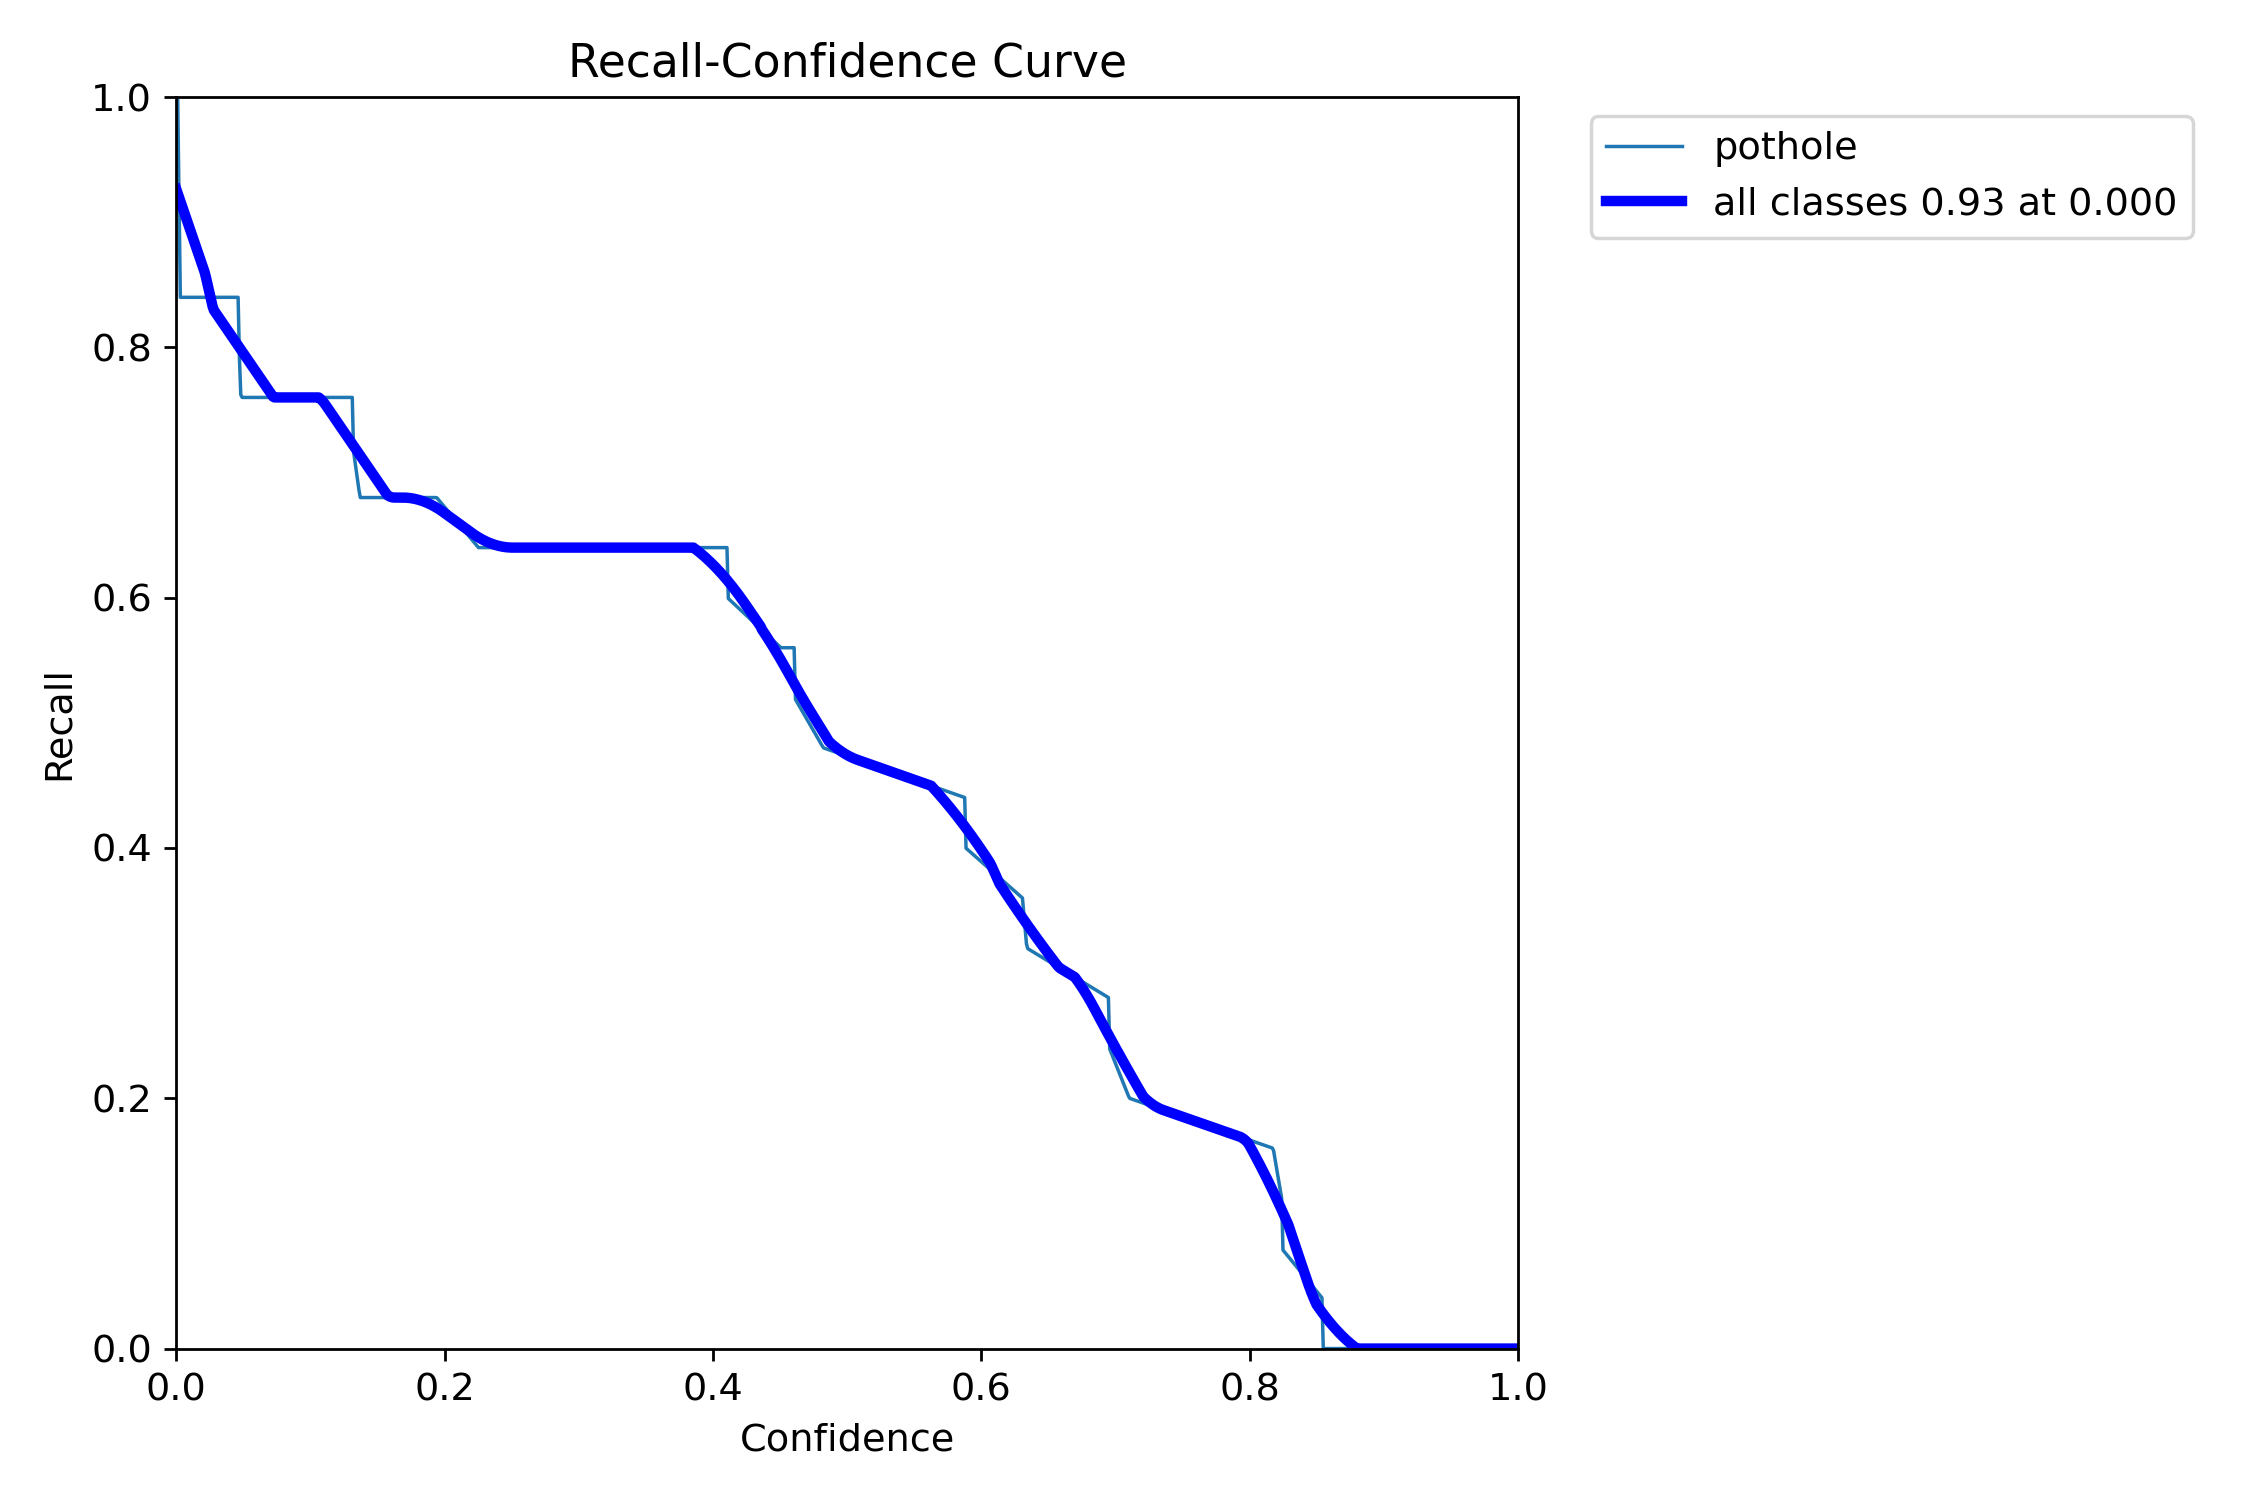 Recall-Confidence Curve
1.0
0.8
0.6
0.4
0.2
0.0
Recall
0.0 0.2 0.4 0.6 0.8 1.0
Confidence
pothole
all classes 0.93 at 0.000